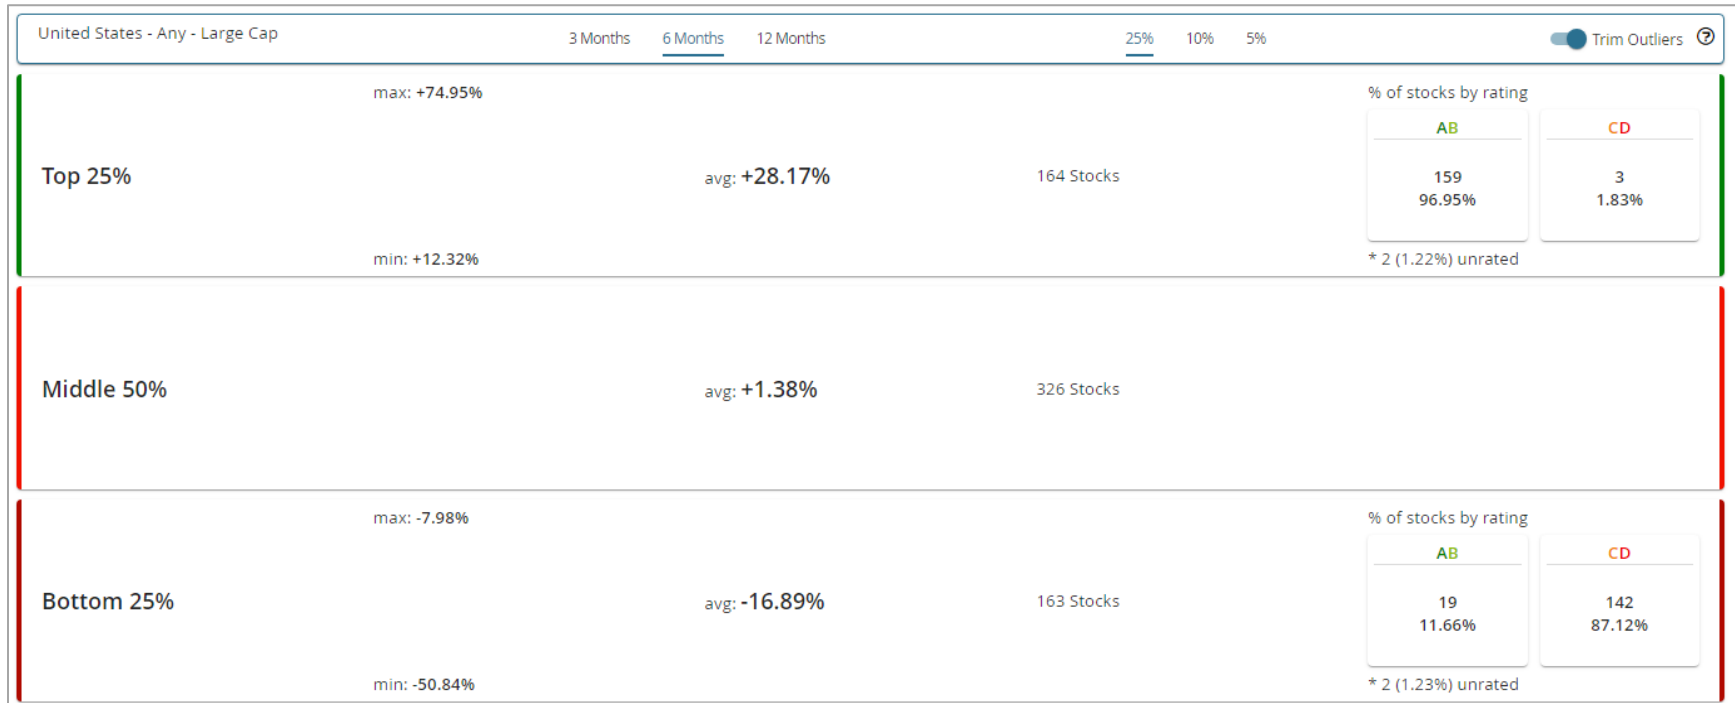 United States - Any - Large Cap
3 Months 6 Months 12 Months
25% 10% 5%
Trim Outliers ?
max: +74.95%
% of stocks by rating
AB CD
Top 25%
avg: +28.17%
164 Stocks
159 3
96.95% 1.83%
min: +12.32%
* 2 (1.22%) unrated
Middle 50%
avg: +1.38%
326 Stocks
max: -7.98%
% of stocks by rating
AB CD
Bottom 25%
avg: -16.89%
163 Stocks
19 142
11.66% 87.12%
min: -50.84%
* 2 (1.23%) unrated